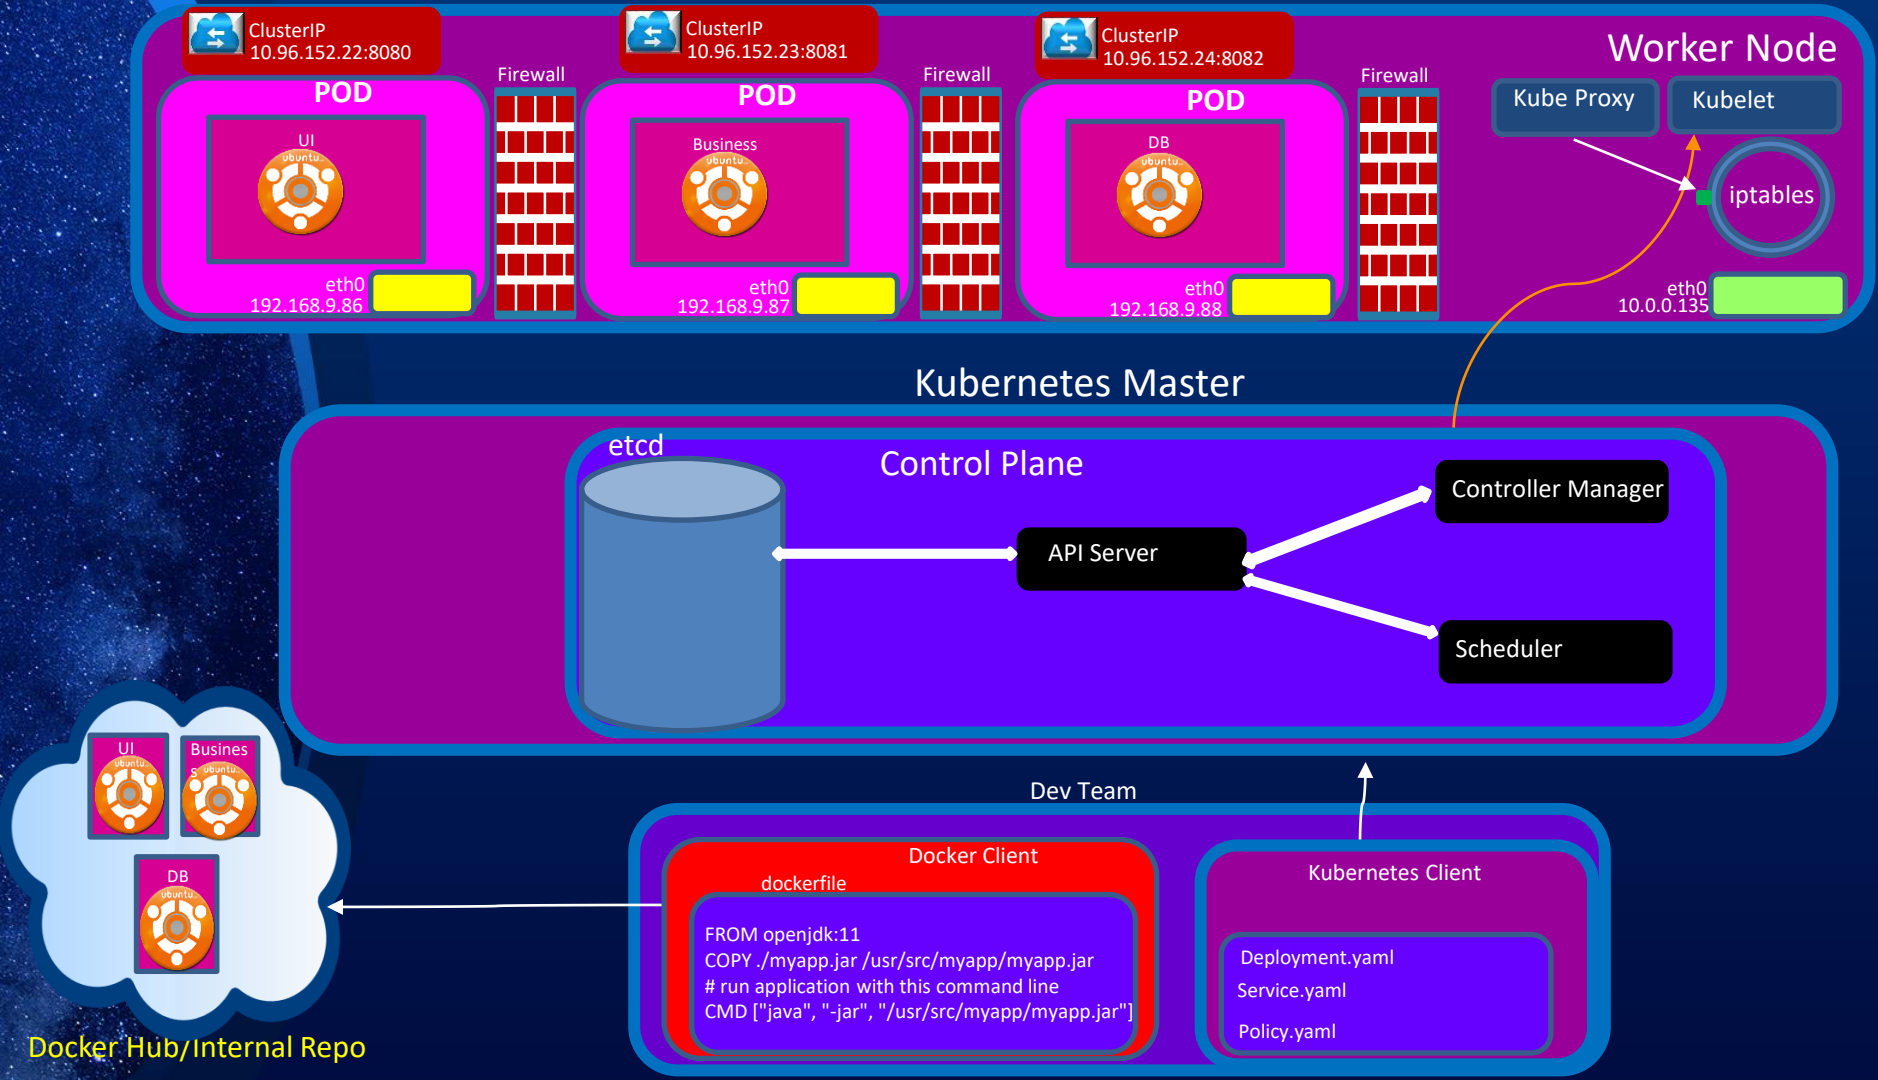 ClusterIP
10.96.152.22:8080
ClusterIP
10.96.152.23:8081
ClusterIP
10.96.152.24:8082
Worker Node
Firewall
Firewall
Firewall
POD
POD
POD
Kube Proxy
Kubelet
UI
ubuntu
Business
ubuntu
DB
ubuntu
iptables
eth0
192.168.9.86
eth0
192.168.9.87
eth0
192.168.9.88
eth0
10.0.0.135
Kubernetes Master
etcd
Control Plane
Controller Manager
API Server
Scheduler
UI
ubuntu
Busines
s
ubuntu
DB
ubuntu
Docker Hub/Internal Repo
Dev Team
Docker Client
dockerfile
FROM openjdk:11
COPY ./myapp.jar /usr/src/myapp/myapp.jar
# run application with this command line
CMD ["java", "-jar", "/usr/src/myapp/myapp.jar"]
Kubernetes Client
Deployment.yaml
Service.yaml
Policy.yaml